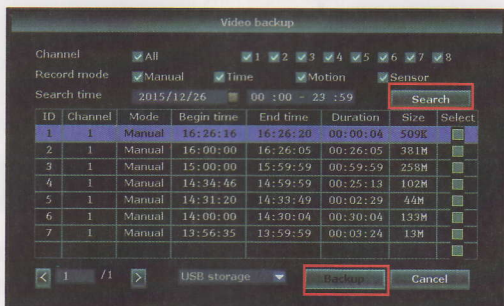 Video backup
Channel All 1 2 3 4 5 6 7 8
Record mode Manual Time Motion Sensor
Search time 2015/12/26 00 :00 - 23 :59 Search
ID Channel Mode Begin time End time Duration Size Select
1 1 Manual 16:26:16 16:26:20 00:00:04 509K
2 1 Manual 16:00:00 16:26:05 00:26:05 381M
3 1 Manual 15:00:00 15:59:59 00:59:59 258M
4 1 Manual 14:34:46 14:59:59 00:25:13 102M
5 1 Manual 14:31:20 14:33:49 00:02:29 44M
6 1 Manual 14:00:00 14:30:04 00:30:04 133M
7 1 Manual 13:56:35 13:59:59 00:03:24 13M
< 1 /1 > USB storage Backup Cancel